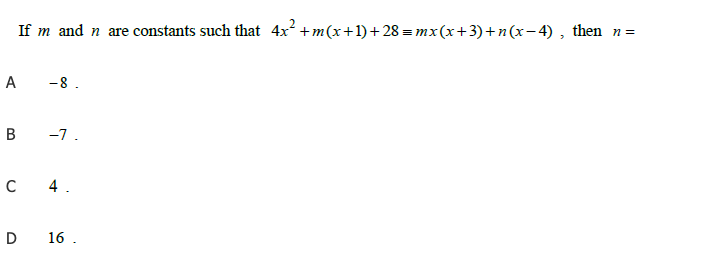 If m and n are constants such that 4x² + m(x+1) + 28 ≡ mx(x+3) + n(x−4) , then n =
A −8 .
B −7 .
C 4 .
D 16 .